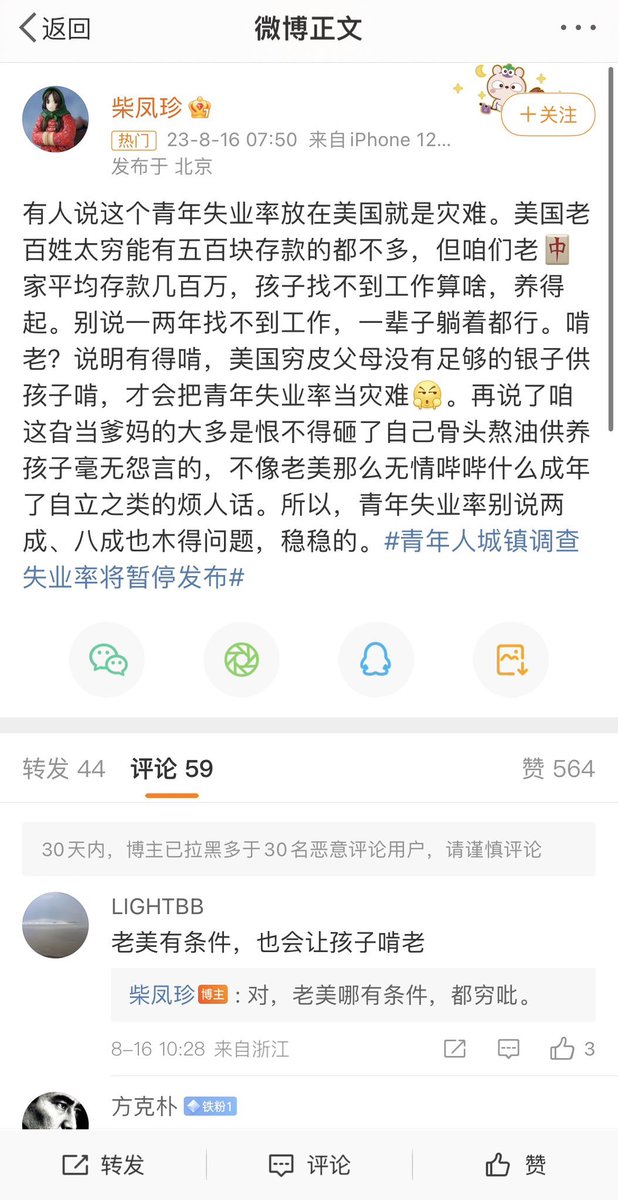 返回
微博正文
柴凤珍
+关注
热门 23-8-16 07:50 来自iPhone 12...
发布于 北京
有人说这个青年失业率放在美国就是灾难。美国老
百姓太穷能有五百块存款的都不多，但咱们老中
家平均存款几百万，孩子找不到工作算啥，养得
起。别说一两年找不到工作，一辈子躺着都行。啃
老？说明有得啃，美国穷皮父母没有足够的银子供
孩子啃，才会把青年失业率当灾难。再说了咱
这旮当爹妈的大多是恨不得砸了自己骨头熬油供养
孩子毫无怨言的，不像老美那么无情哔哔什么成年
了自立之类的烦人话。所以，青年失业率别说两
成、八成也木得问题，稳稳的。#青年人城镇调查
失业率将暂停发布#
转发 44 评论 59 赞 564
30天内，博主已拉黑多于30名恶意评论用户，请谨慎评论
LIGHTBB
老美有条件，也会让孩子啃老
柴凤珍 博主：对，老美哪有条件，都穷呲。
8-16 10:28 来自浙江 3
方克朴 铁粉1
转发 评论 赞